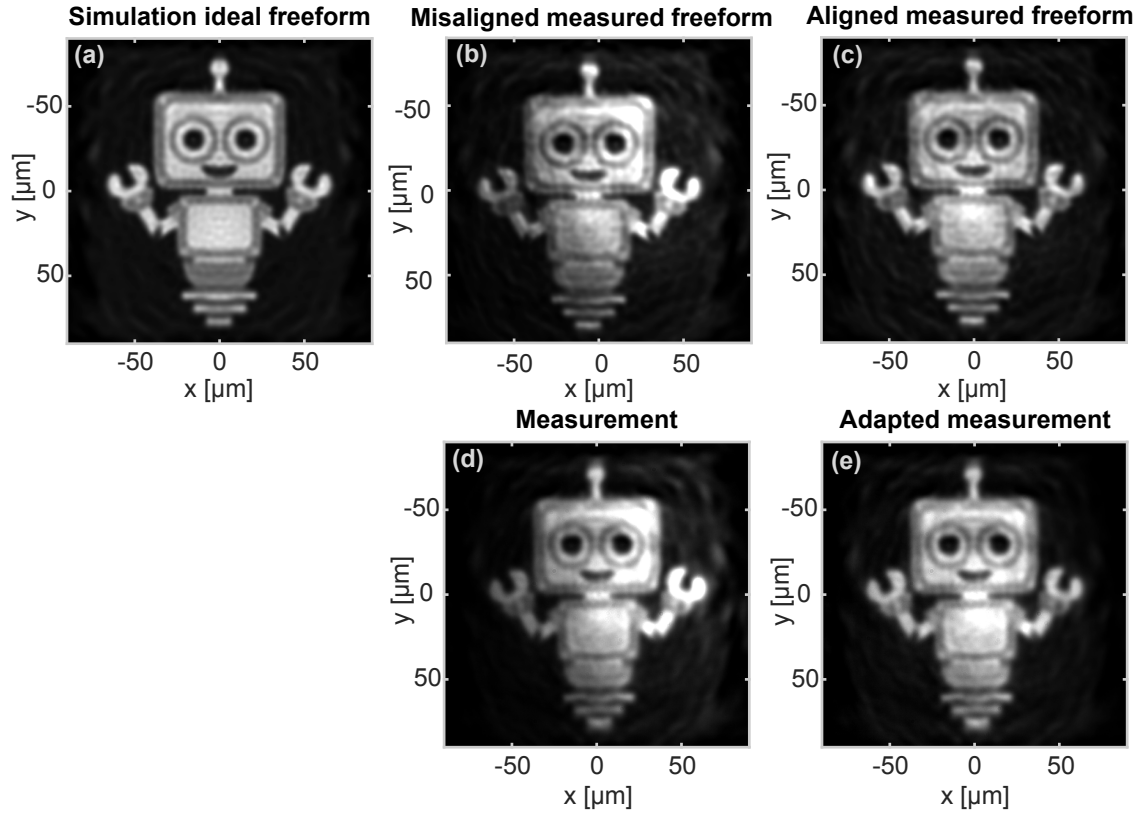 Simulation ideal freeform
Misaligned measured freeform
Aligned measured freeform
(a)
(b)
(c)
-50
0
50
y [µm]
-50
0
50
x [µm]
-50
0
50
y [µm]
-50
0
50
x [µm]
-50
0
50
y [µm]
-50
0
50
x [µm]
Measurement
Adapted measurement
(d)
(e)
-50
0
50
y [µm]
-50
0
50
x [µm]
-50
0
50
y [µm]
-50
0
50
x [µm]